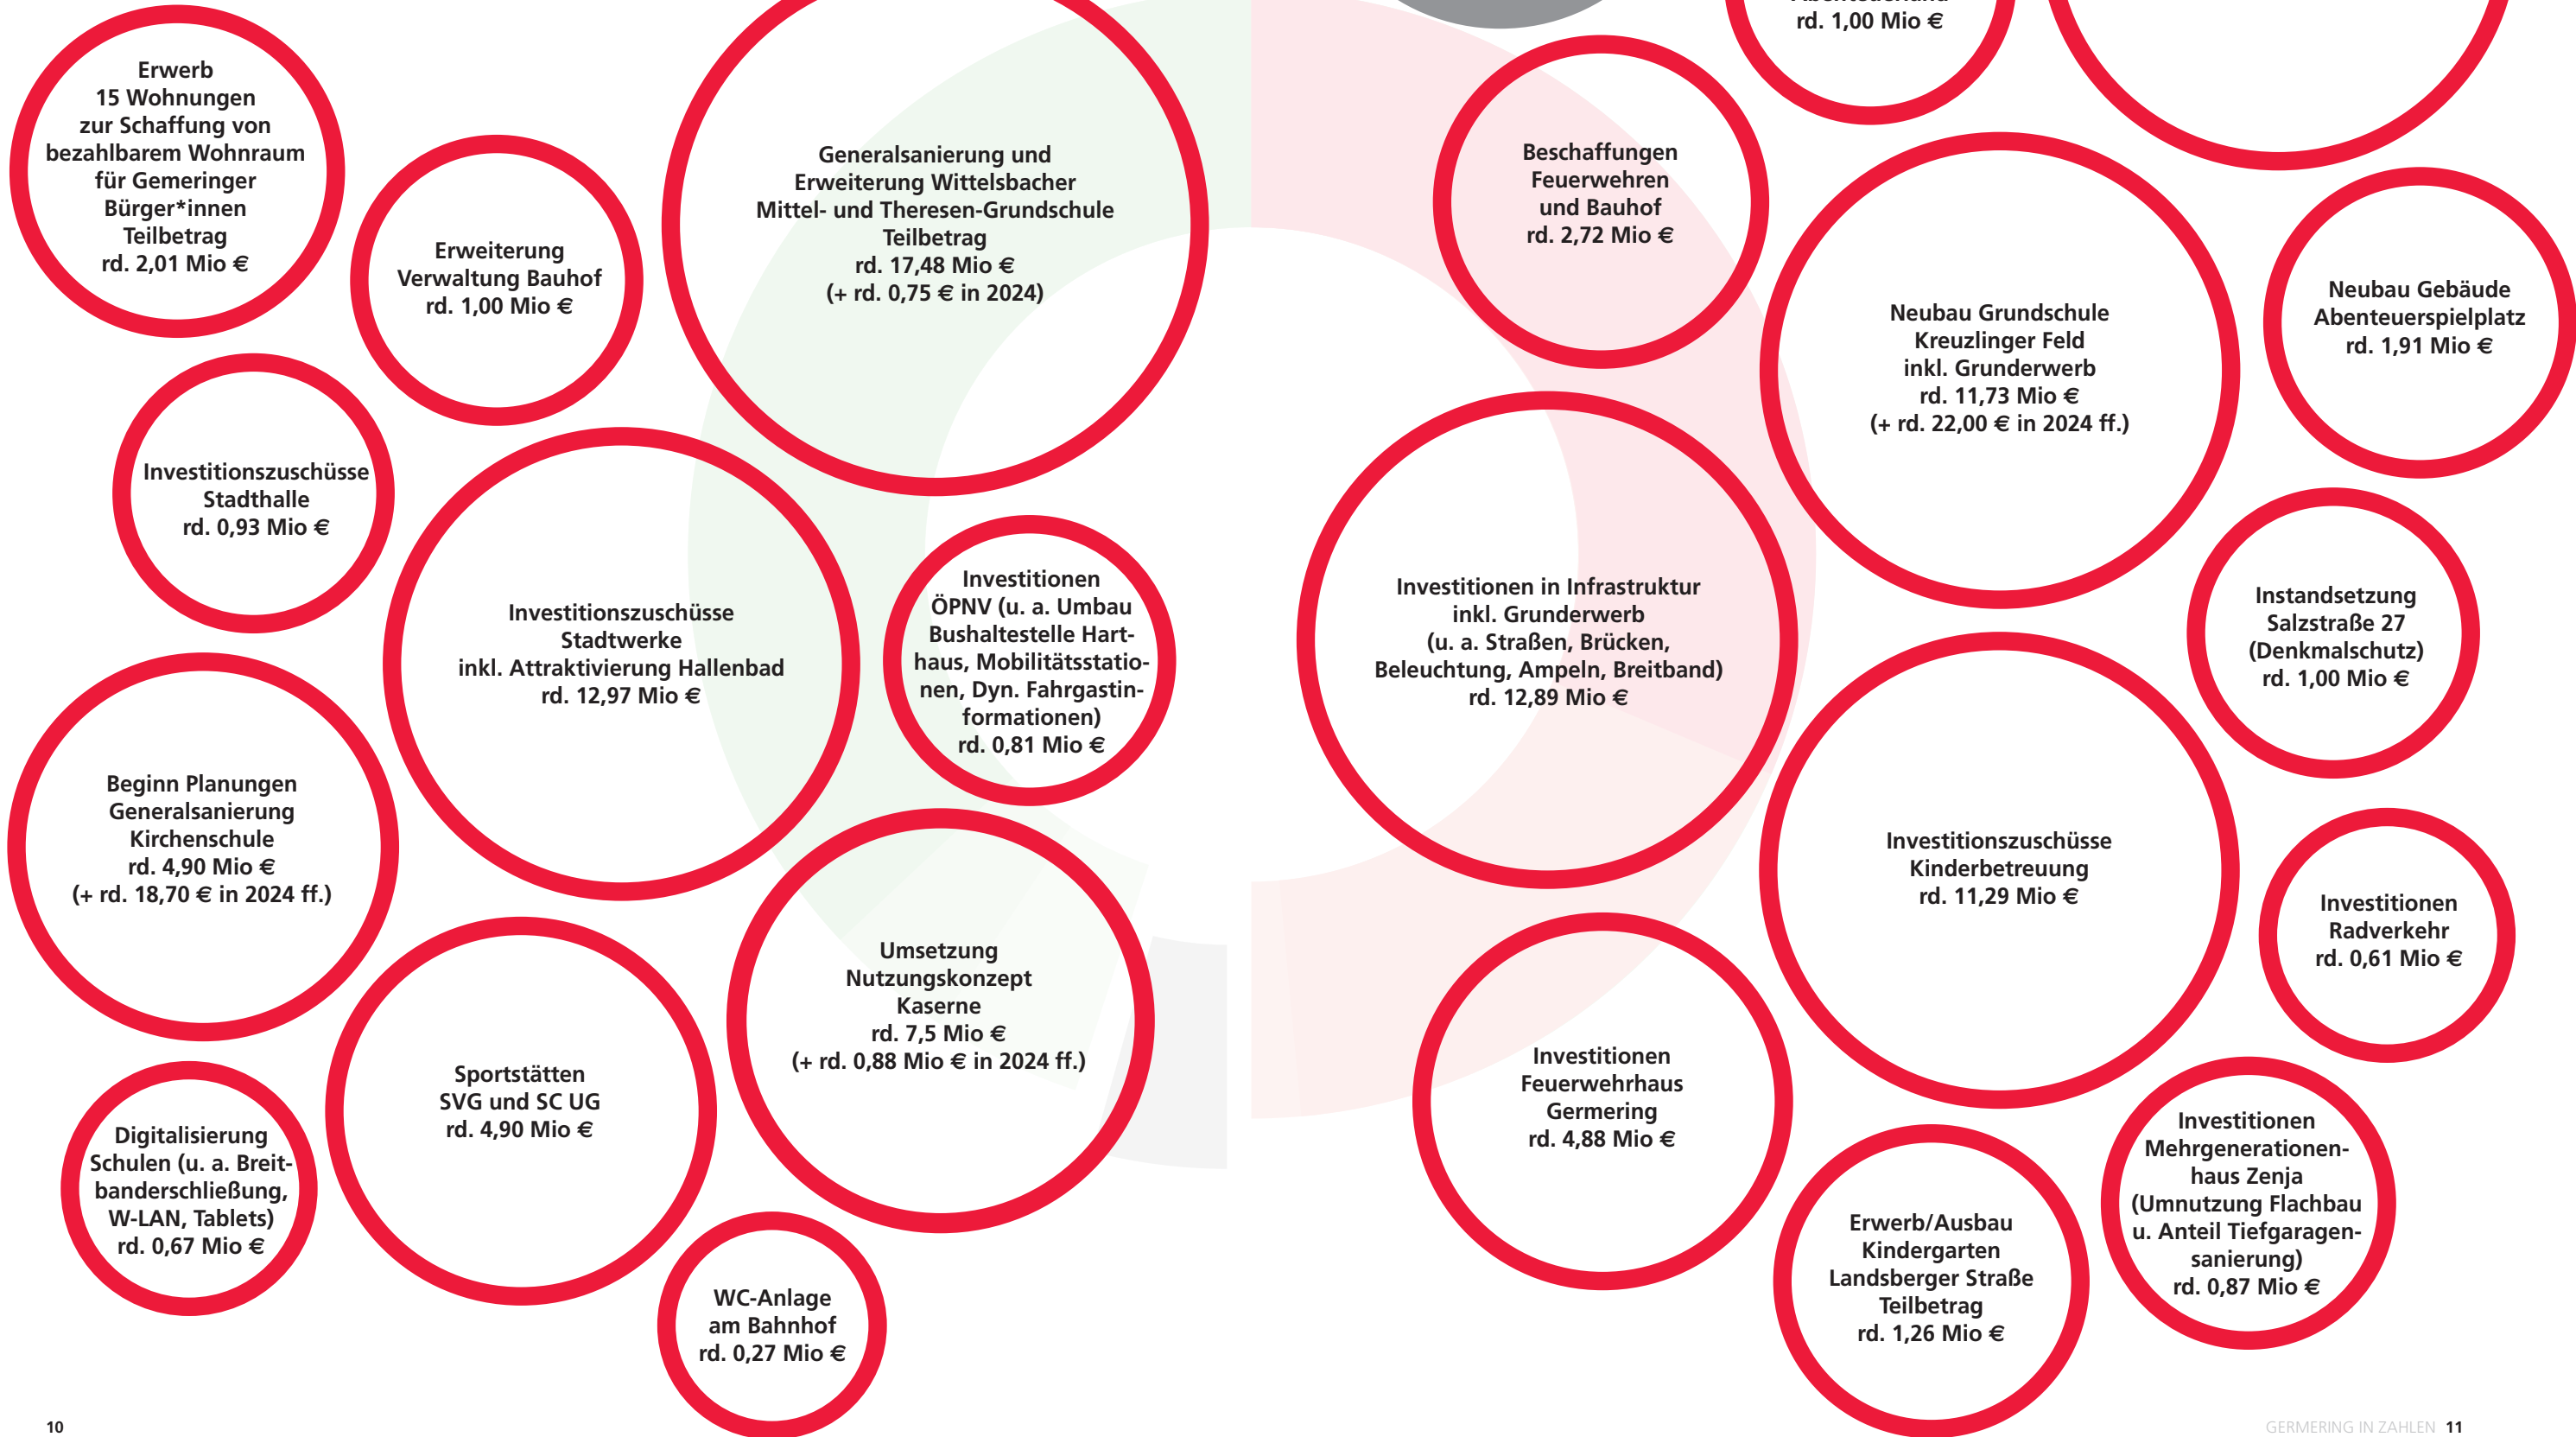 Erwerb
15 Wohnungen
zur Schaffung von
bezahlbarem Wohnraum
für Gemeringer
Bürger*innen
Teilbetrag
rd. 2,01 Mio €
Erweiterung
Verwaltung Bauhof
rd. 1,00 Mio €
Generalsanierung und
Erweiterung Wittelsbacher
Mittel- und Theresen-Grundschule
Teilbetrag
rd. 17,48 Mio €
(+ rd. 0,75 € in 2024)
Investitionszuschüsse
Stadthalle
rd. 0,93 Mio €
Investitionszuschüsse
Stadtwerke
inkl. Attraktivierung Hallenbad
rd. 12,97 Mio €
Investitionen
ÖPNV (u. a. Umbau
Bushaltestelle Hart-
haus, Mobilitätsstatio-
nen, Dyn. Fahrgastin-
formationen)
rd. 0,81 Mio €
Beginn Planungen
Generalsanierung
Kirchenschule
rd. 4,90 Mio €
(+ rd. 18,70 € in 2024 ff.)
Umsetzung
Nutzungskonzept
Kaserne
rd. 7,5 Mio €
(+ rd. 0,88 Mio € in 2024 ff.)
Sportstätten
SVG und SC UG
rd. 4,90 Mio €
Digitalisierung
Schulen (u. a. Breit-
banderschließung,
W-LAN, Tablets)
rd. 0,67 Mio €
WC-Anlage
am Bahnhof
rd. 0,27 Mio €
10
rd. 1,00 Mio €
Beschaffungen
Feuerwehren
und Bauhof
rd. 2,72 Mio €
Neubau Grundschule
Kreuzlinger Feld
inkl. Grunderwerb
rd. 11,73 Mio €
(+ rd. 22,00 € in 2024 ff.)
Neubau Gebäude
Abenteuerspielplatz
rd. 1,91 Mio €
Investitionen in Infrastruktur
inkl. Grunderwerb
(u. a. Straßen, Brücken,
Beleuchtung, Ampeln, Breitband)
rd. 12,89 Mio €
Instandsetzung
Salzstraße 27
(Denkmalschutz)
rd. 1,00 Mio €
Investitionszuschüsse
Kinderbetreuung
rd. 11,29 Mio €
Investitionen
Radverkehr
rd. 0,61 Mio €
Investitionen
Feuerwehrhaus
Germering
rd. 4,88 Mio €
Erwerb/Ausbau
Kindergarten
Landsberger Straße
Teilbetrag
rd. 1,26 Mio €
Investitionen
Mehrgenerationen-
haus Zenja
(Umnutzung Flachbau
u. Anteil Tiefgaragen-
sanierung)
rd. 0,87 Mio €
GERMERING IN ZAHLEN 11